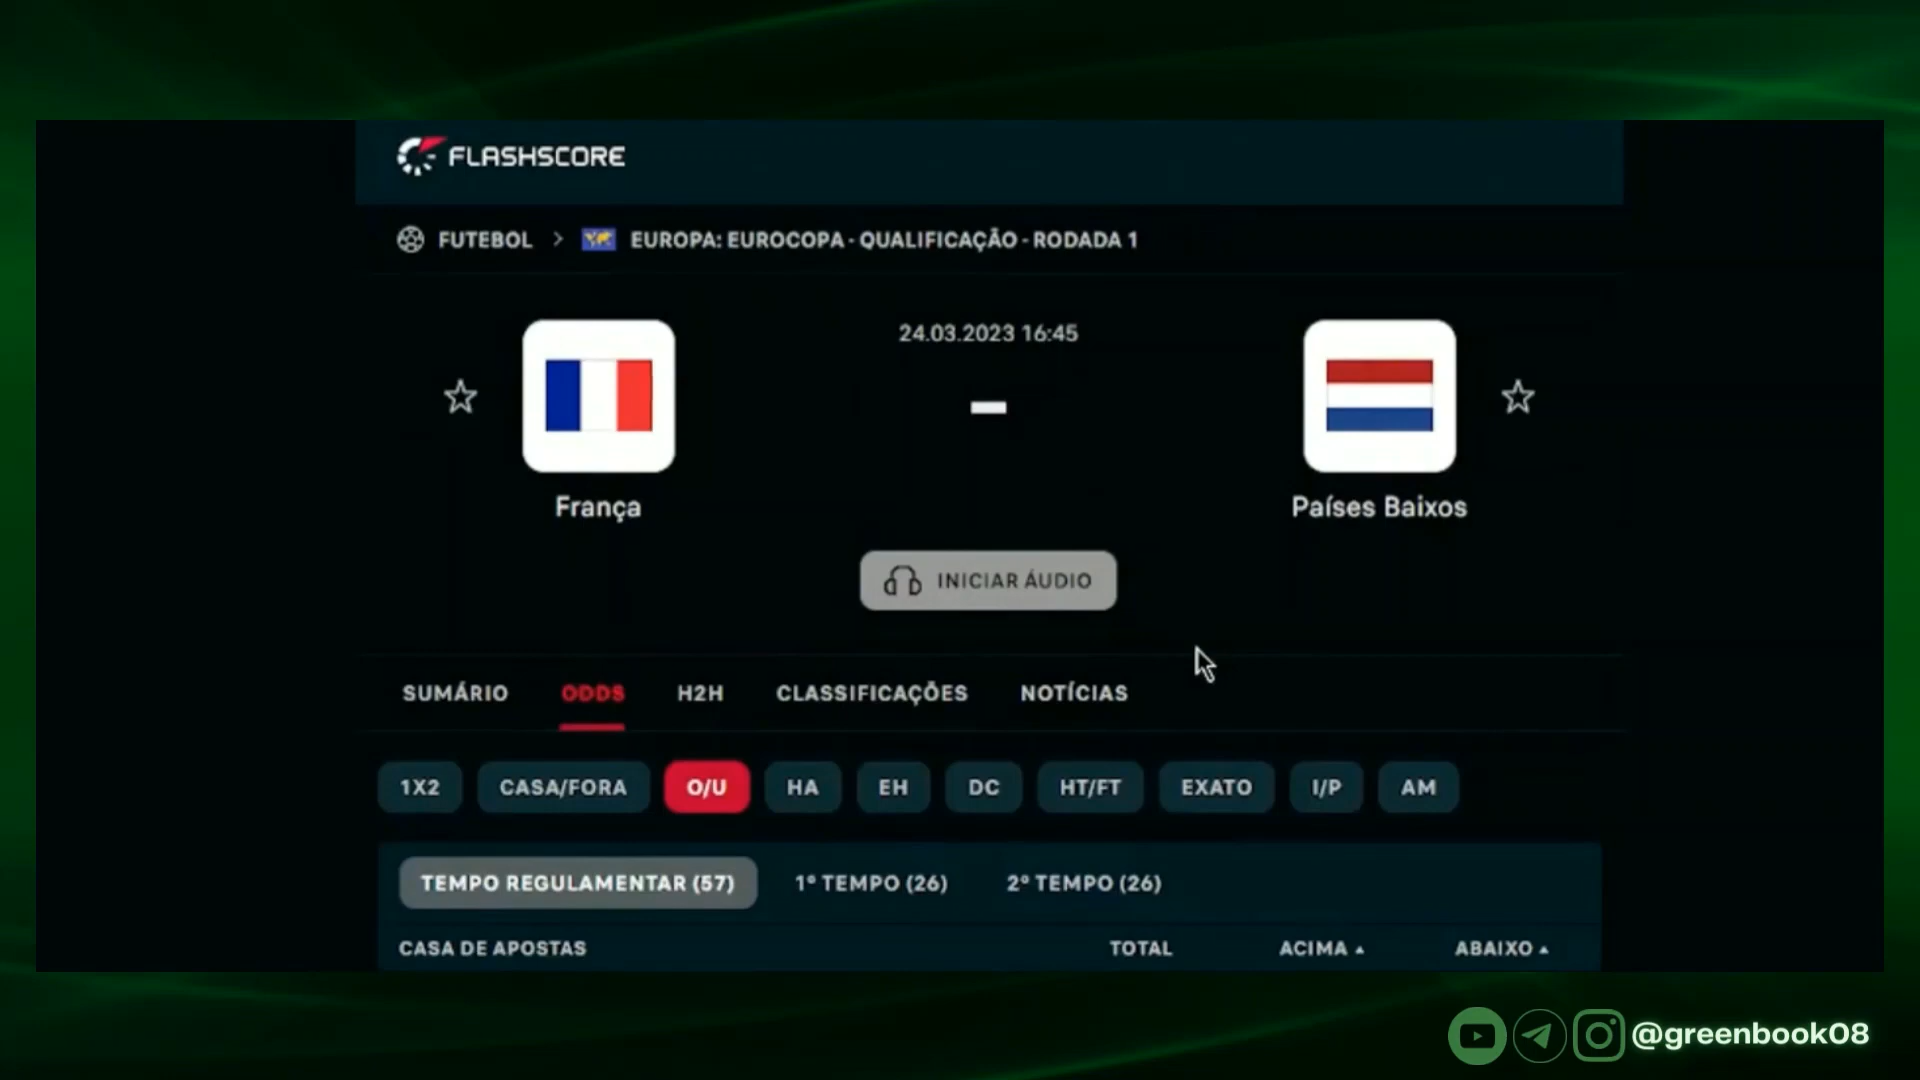 FLASHSCORE
FUTEBOL > EUROPA: EUROCOPA - QUALIFICAÇÃO - RODADA 1
24.03.2023 16:45
-
França
Países Baixos
INICIAR ÁUDIO
SUMÁRIO ODDS H2H CLASSIFICAÇÕES NOTÍCIAS
1X2 CASA/FORA O/U HA EH DC HT/FT EXATO I/P AM
TEMPO REGULAMENTAR (57) 1º TEMPO (26) 2º TEMPO (26)
CASA DE APOSTAS TOTAL ACIMA ABAIXO
@greenbook08